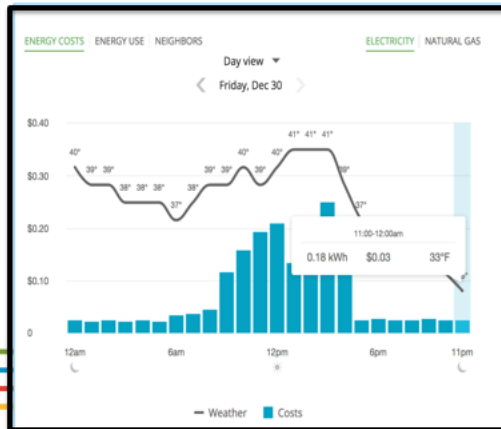 ENERGY COSTS ENERGY USE NEIGHBORS ELECTRICITY NATURAL GAS
Day view
Friday, Dec 30
$0.40
41° 41° 41°
40° 39° 39° 38° 38° 38° 37° 38° 39° 39° 40° 39° 40° 39°
$0.30
37°
$0.20
11:00-12:00am
0.18 kWh $0.03 33°F
$0.10
0
12am 6am 12pm 6pm 11pm
Weather Costs